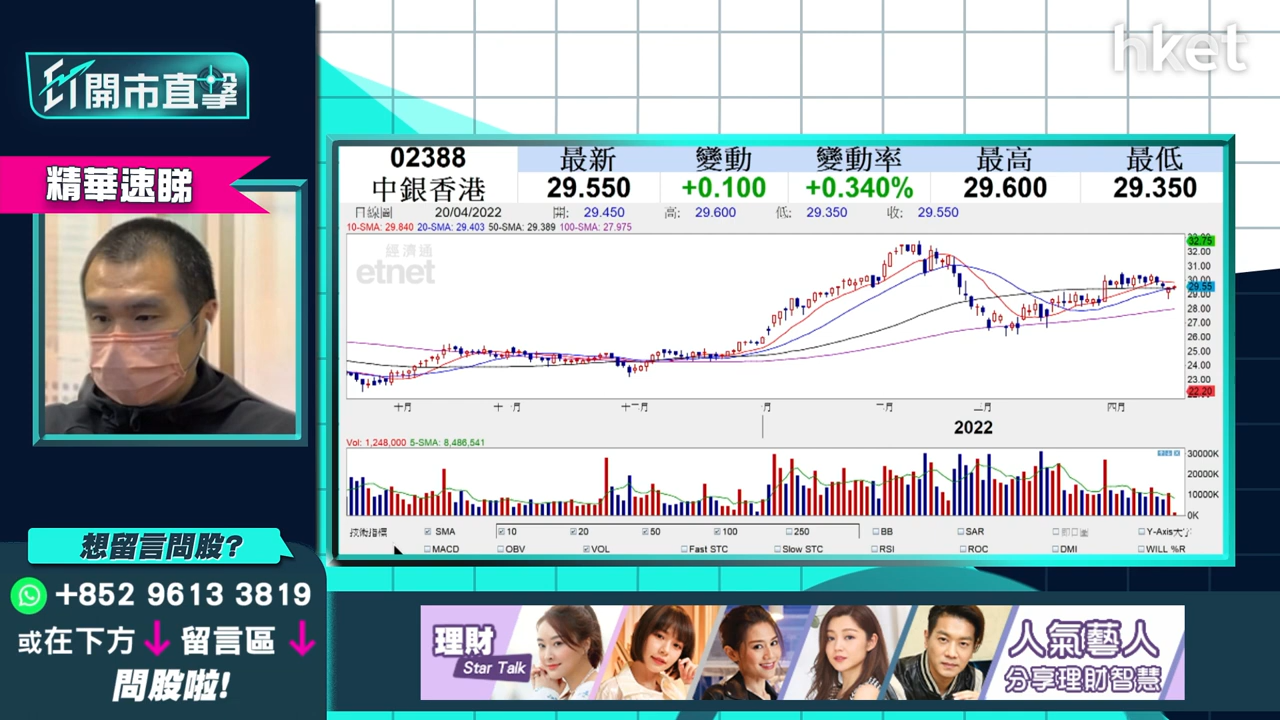 hket
ET開市直擊
精華速睇
02388
中銀香港
最新
變動
變動率
最高
最低
29.550
+0.100
+0.340%
29.600
29.350
日線圖
20/04/2022
開: 29.450
高: 29.600
低: 29.350
收: 29.550
10-SMA: 29.840 20-SMA: 29.403 50-SMA: 29.389 100-SMA: 27.975
經濟通
etnet
32.75
32.00
31.00
29.55
28.00
28.00
27.00
26.00
25.00
24.00
23.00
22.20
十月
十一月
十二月
一月
二月
三月
四月
2022
Vol: 1,248,000 5-SMA: 8,486,541
30000K
20000K
10000K
0K
技術指標
SMA
10
20
50
100
250
BB
SAR
Y-Axis大字
MACD
OBV
VOL
Fast STC
Slow STC
RSI
ROC
DMI
WILL %R
想留言問股?
+852 9613 3819
或在下方↓留言區↓
問股啦!
理財
Star Talk
人氣藝人
分享理財智慧